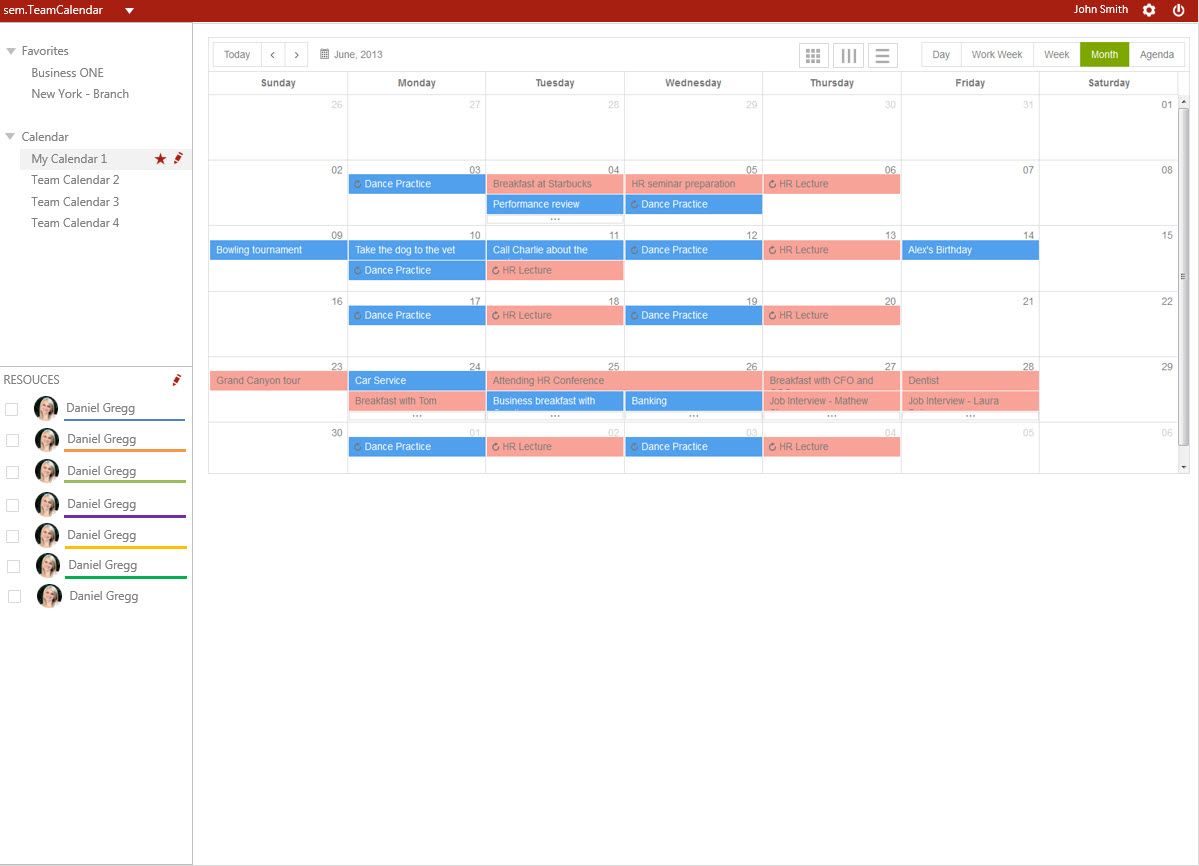 sem.TeamCalendar
John Smith
Favorites
Business ONE
New York - Branch
Calendar
My Calendar 1
Team Calendar 2
Team Calendar 3
Team Calendar 4
RESOUCES
Daniel Gregg
Daniel Gregg
Daniel Gregg
Daniel Gregg
Daniel Gregg
Daniel Gregg
Daniel Gregg
Today < > June, 2013 Day Work Week Week Month Agenda
Sunday Monday Tuesday Wednesday Thursday Friday Saturday
26 27 28 29 30 31 01
02 03 04 05 06 07 08
Dance Practice Breakfast at Starbucks HR seminar preparation HR Lecture
Performance review Dance Practice
...
09 10 11 12 13 14 15
Bowling tournament Take the dog to the vet Call Charlie about the Dance Practice HR Lecture Alex's Birthday
Dance Practice HR Lecture
16 17 18 19 20 21 22
Dance Practice HR Lecture Dance Practice HR Lecture
23 24 25 26 27 28 29
Grand Canyon tour Car Service Attending HR Conference Breakfast with CFO and Dentist
Breakfast with Tom Business breakfast with Banking Job Interview - Mathew Job Interview - Laura
... ... ... ... ...
30 01 02 03 04 05 06
Dance Practice HR Lecture Dance Practice HR Lecture